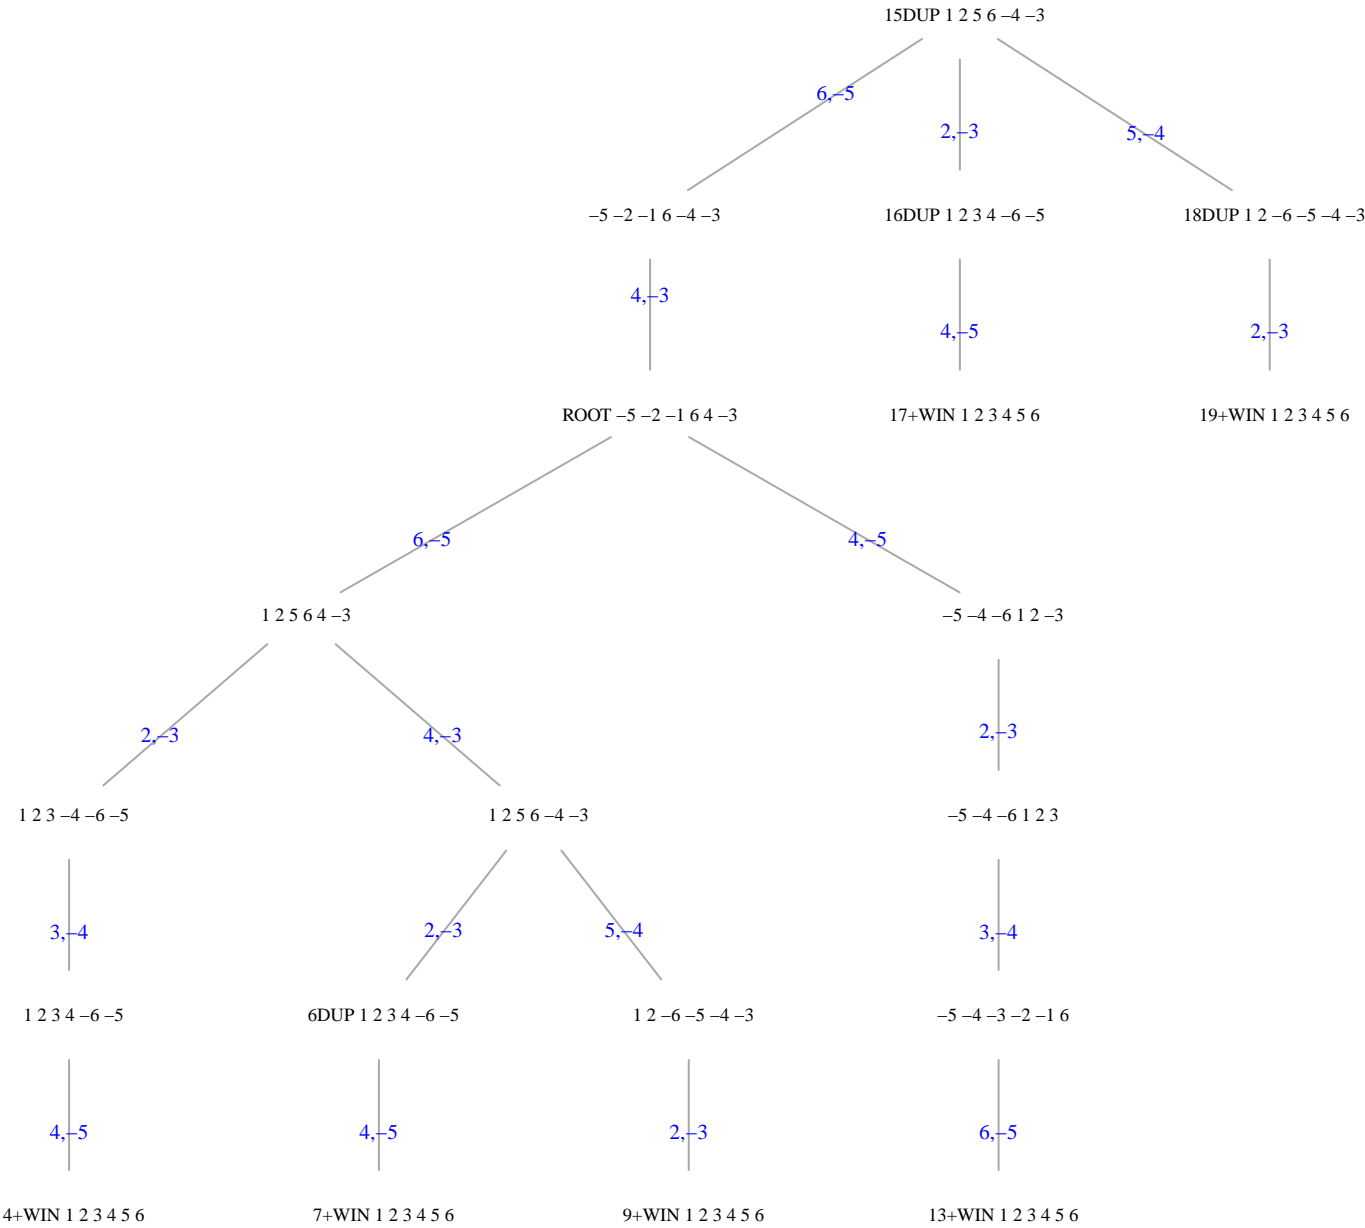 15DUP 1 2 5 6 –4 –3
6,–5
2,–3
5,–4
–5 –2 –1 6 –4 –3
16DUP 1 2 3 4 –6 –5
18DUP 1 2 –6 –5 –4 –3
4,–3
4,–5
2,–3
ROOT –5 –2 –1 6 4 –3
17+WIN 1 2 3 4 5 6
19+WIN 1 2 3 4 5 6
6,–5
4,–5
1 2 5 6 4 –3
–5 –4 –6 1 2 –3
2,–3
4,–3
2,–3
1 2 3 –4 –6 –5
1 2 5 6 –4 –3
–5 –4 –6 1 2 3
3,–4
2,–3
5,–4
3,–4
1 2 3 4 –6 –5
6DUP 1 2 3 4 –6 –5
1 2 –6 –5 –4 –3
–5 –4 –3 –2 –1 6
4,–5
4,–5
2,–3
6,–5
4+WIN 1 2 3 4 5 6
7+WIN 1 2 3 4 5 6
9+WIN 1 2 3 4 5 6
13+WIN 1 2 3 4 5 6